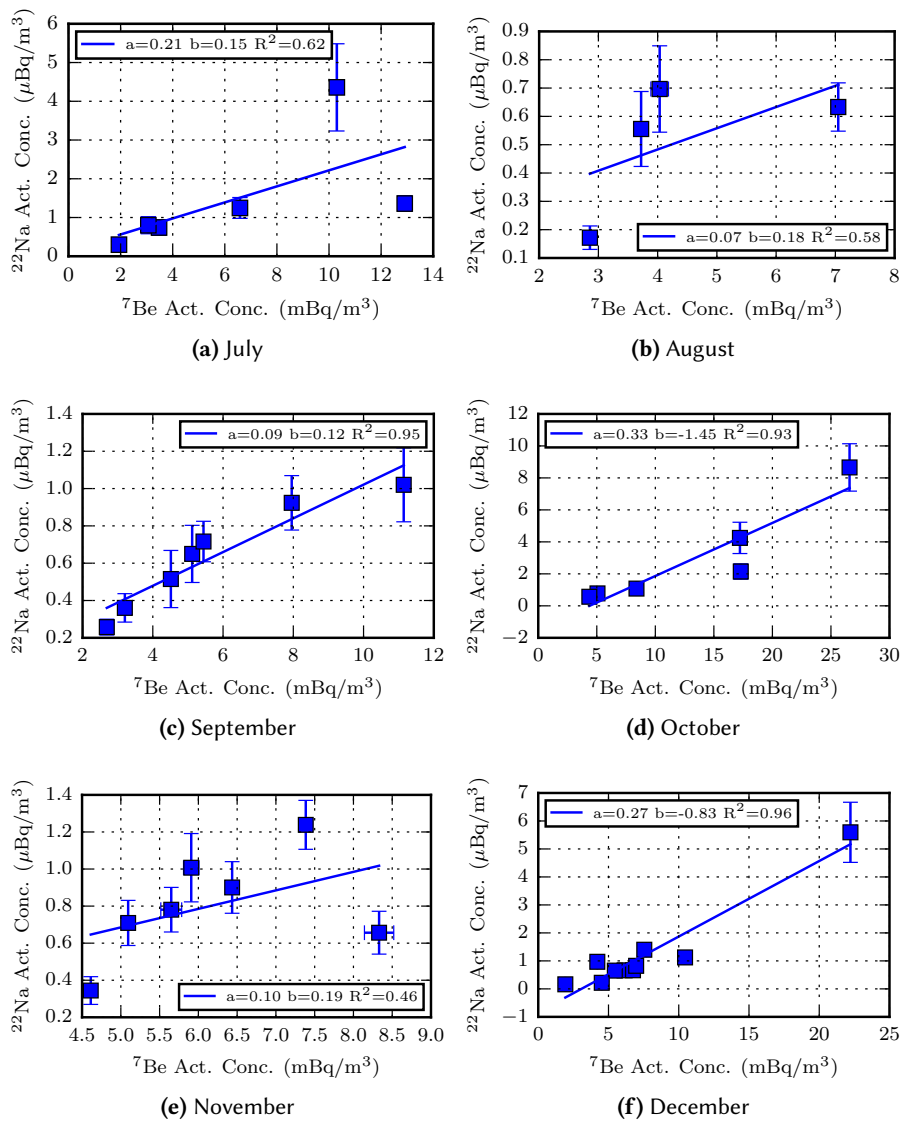 a=0.21 b=0.15 R²=0.62
²²Na Act. Conc. (μBq/m³)
6
5
4
3
2
1
0
0 2 4 6 8 10 12 14
⁷Be Act. Conc. (mBq/m³)
(a) July
a=0.07 b=0.18 R²=0.58
²²Na Act. Conc. (μBq/m³)
0.9
0.8
0.7
0.6
0.5
0.4
0.3
0.2
0.1
2 3 4 5 6 7 8
⁷Be Act. Conc. (mBq/m³)
(b) August
a=0.09 b=0.12 R²=0.95
²²Na Act. Conc. (μBq/m³)
1.4
1.2
1.0
0.8
0.6
0.4
0.2
2 4 6 8 10 12
⁷Be Act. Conc. (mBq/m³)
(c) September
a=0.33 b=-1.45 R²=0.93
²²Na Act. Conc. (μBq/m³)
12
10
8
6
4
2
0
−2
0 5 10 15 20 25 30
⁷Be Act. Conc. (mBq/m³)
(d) October
a=0.10 b=0.19 R²=0.46
²²Na Act. Conc. (μBq/m³)
1.4
1.2
1.0
0.8
0.6
0.4
0.2
4.5 5.0 5.5 6.0 6.5 7.0 7.5 8.0 8.5 9.0
⁷Be Act. Conc. (mBq/m³)
(e) November
a=0.27 b=-0.83 R²=0.96
²²Na Act. Conc. (μBq/m³)
7
6
5
4
3
2
1
0
−1
0 5 10 15 20 25
⁷Be Act. Conc. (mBq/m³)
(f) December